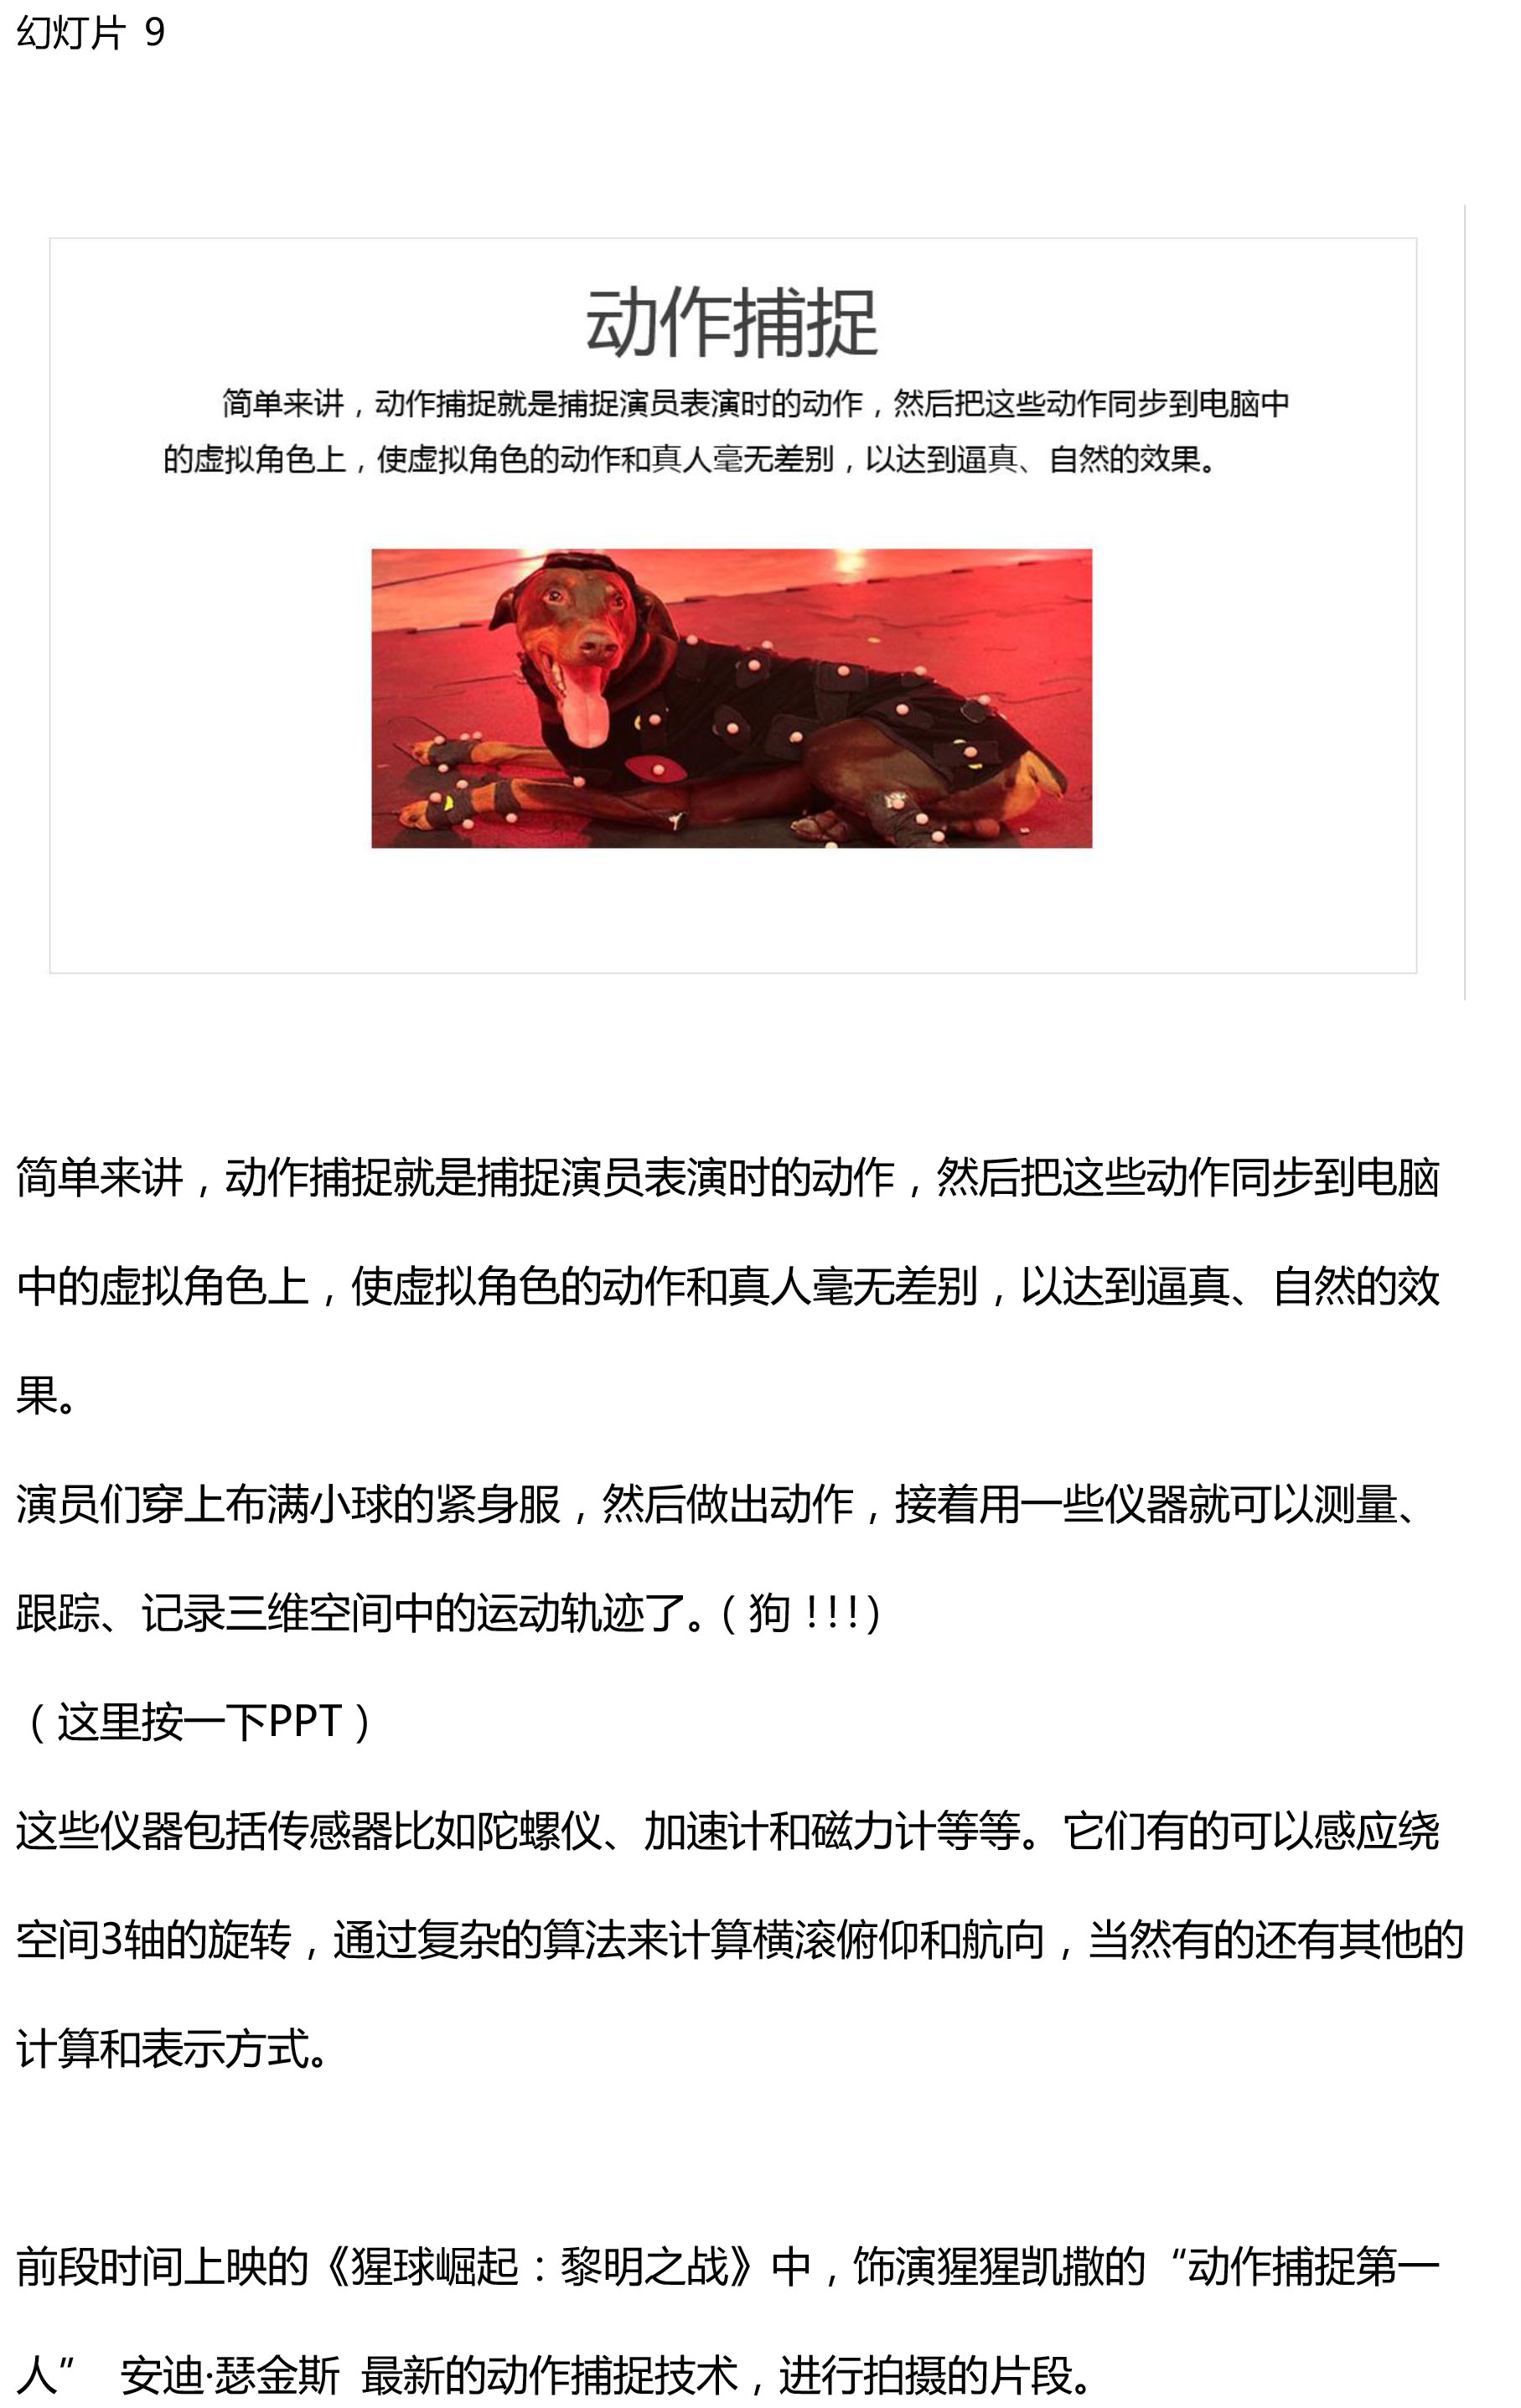 幻灯片 9
动作捕捉
简单来讲，动作捕捉就是捕捉演员表演时的动作，然后把这些动作同步到电脑中
的虚拟角色上，使虚拟角色的动作和真人毫无差别，以达到逼真、自然的效果。
简单来讲，动作捕捉就是捕捉演员表演时的动作，然后把这些动作同步到电脑
中的虚拟角色上，使虚拟角色的动作和真人毫无差别，以达到逼真、自然的效
果。
演员们穿上布满小球的紧身服，然后做出动作，接着用一些仪器就可以测量、
跟踪、记录三维空间中的运动轨迹了。（狗！!!）
（这里按一下PPT）
这些仪器包括传感器比如陀螺仪、加速计和磁力计等等。它们有的可以感应绕
空间3轴的旋转，通过复杂的算法来计算横滚俯仰和航向，当然有的还有其他的
计算和表示方式。
前段时间上映的《猩球崛起：黎明之战》中，饰演猩猩凯撒的“动作捕捉第一
人” 安迪·瑟金斯 最新的动作捕捉技术，进行拍摄的片段。